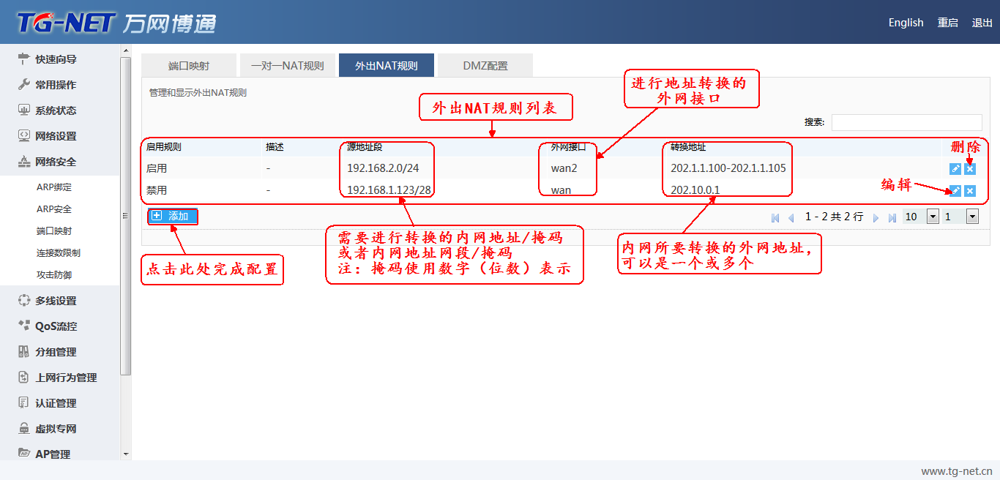 TG-NET 万网博通
English 重启 退出
快速向导
常用操作
系统状态
网络设置
网络安全
ARP绑定
ARP安全
端口映射
连接数限制
攻击防御
多线设置
QoS流控
分组管理
上网行为管理
认证管理
虚拟专网
AP管理
端口映射 一对一NAT规则 外出NAT规则 DMZ配置
管理和显示外出NAT规则
外出NAT规则列表
进行地址转换的
外网接口
搜索:
启用规则 描述 源地址段 外网接口 转换地址
删除
启用 - 192.168.2.0/24 wan2 202.1.1.100-202.1.1.105
编辑
禁用 - 192.168.1.123/28 wan 202.10.0.1
添加
1 - 2 共 2 行 10 1
点击此处完成配置
需要进行转换的内网地址/掩码
或者内网地址网段/掩码
注：掩码使用数字（位数）表示
内网所要转换的外网地址，
可以是一个或多个
www.tg-net.cn